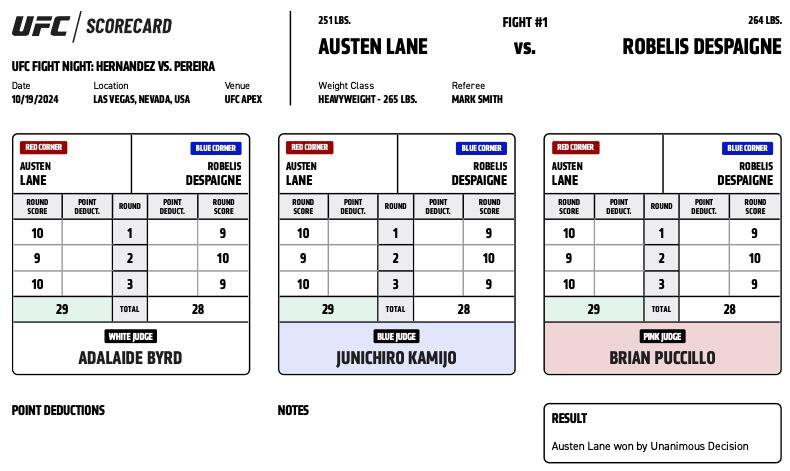 UFC / SCORECARD
UFC FIGHT NIGHT: HERNANDEZ VS. PEREIRA
Date Location Venue
10/19/2024 LAS VEGAS, NEVADA, USA UFC APEX
251 LBS. FIGHT #1 264 LBS.
AUSTEN LANE vs. ROBELIS DESPAIGNE
Weight Class Referee
HEAVYWEIGHT - 265 LBS. MARK SMITH
RED CORNER BLUE CORNER
AUSTEN ROBELIS
LANE DESPAIGNE
ROUND POINT ROUND POINT ROUND
SCORE DEDUCT. DEDUCT. SCORE
10 1 9
9 2 10
10 3 9
29 TOTAL 28
WHITE JUDGE
ADALAIDE BYRD
RED CORNER BLUE CORNER
AUSTEN ROBELIS
LANE DESPAIGNE
ROUND POINT ROUND POINT ROUND
SCORE DEDUCT. DEDUCT. SCORE
10 1 9
9 2 10
10 3 9
29 TOTAL 28
BLUE JUDGE
JUNICHIRO KAMIJO
RED CORNER BLUE CORNER
AUSTEN ROBELIS
LANE DESPAIGNE
ROUND POINT ROUND POINT ROUND
SCORE DEDUCT. DEDUCT. SCORE
10 1 9
9 2 10
10 3 9
29 TOTAL 28
PINK JUDGE
BRIAN PUCCILLO
POINT DEDUCTIONS
NOTES
RESULT
Austen Lane won by Unanimous Decision